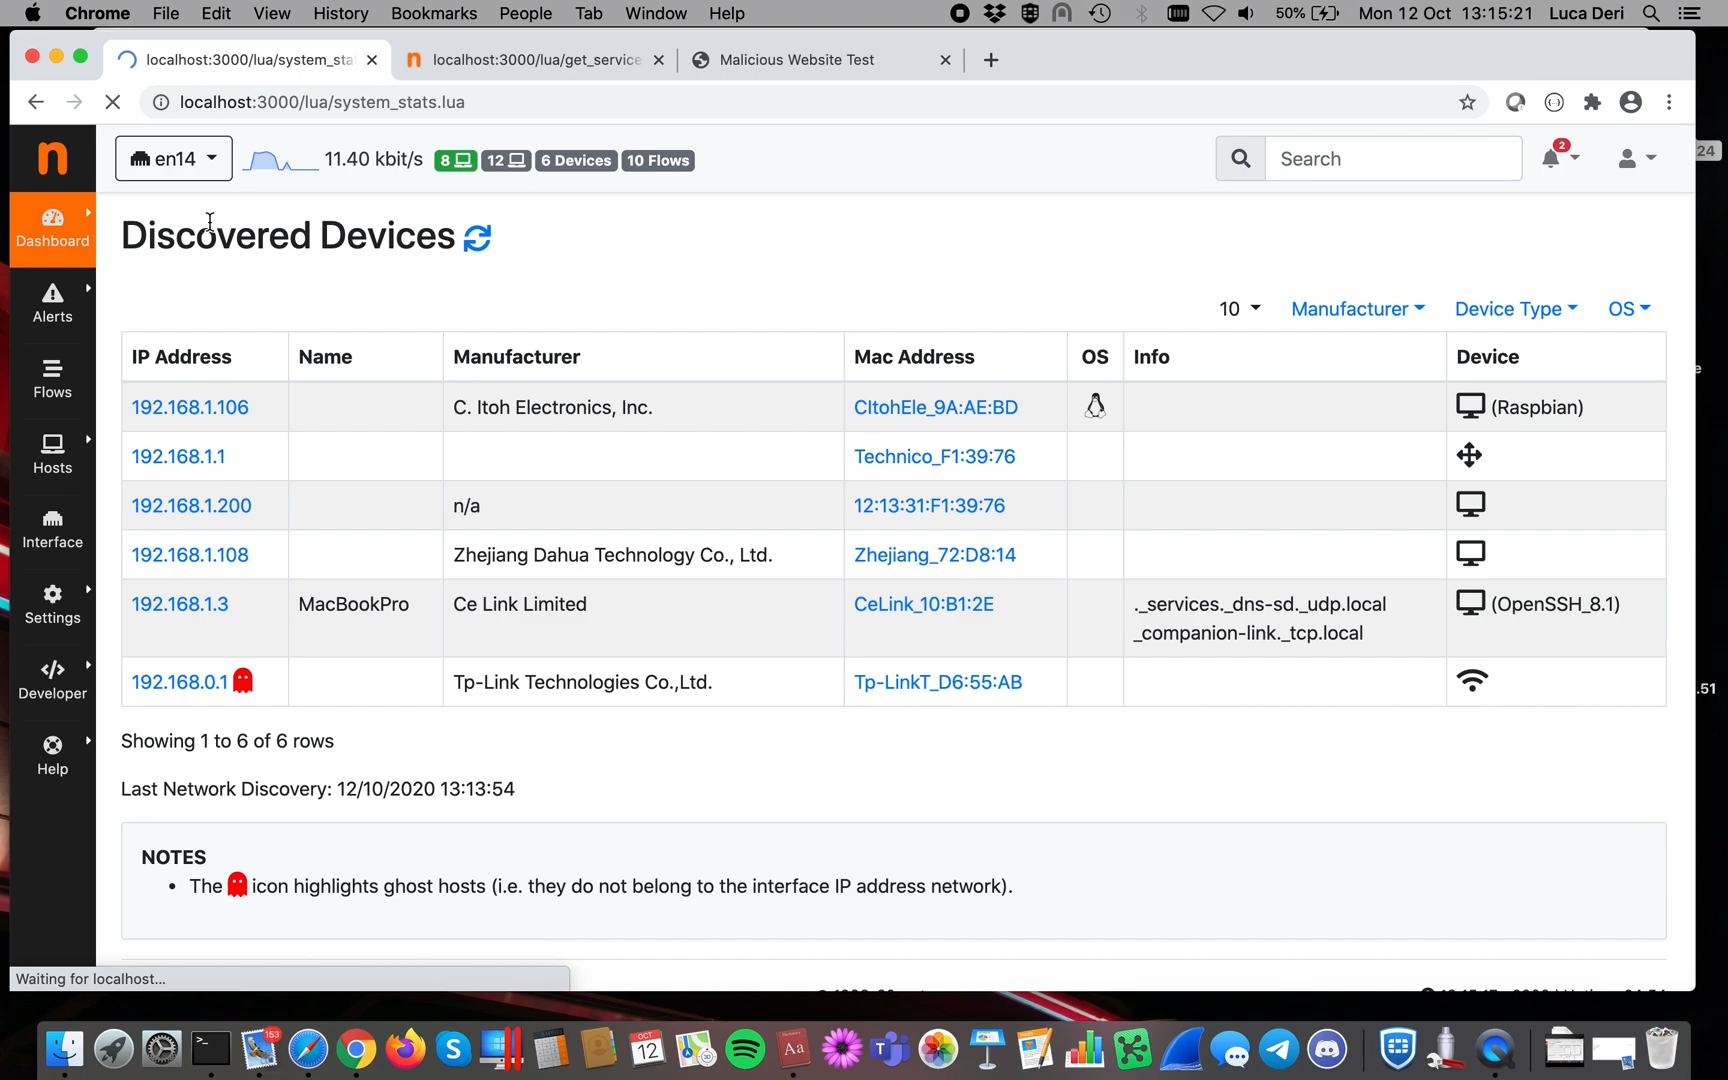 Chrome File Edit View History Bookmarks People Tab Window Help 50% Mon 12 Oct 13:15:21 Luca Deri
localhost:3000/lua/system_sta localhost:3000/lua/get_service Malicious Website Test
localhost:3000/lua/system_stats.lua
en14 11.40 kbit/s 8 12 6 Devices 10 Flows Search 2
24
Dashboard
Alerts
Flows
Hosts
Interface
Settings
Developer
Help
Discovered Devices
10 Manufacturer Device Type OS
IP Address Name Manufacturer Mac Address OS Info Device
192.168.1.106 C. Itoh Electronics, Inc. CItohEle_9A:AE:BD (Raspbian)
192.168.1.1 Technico_F1:39:76
192.168.1.200 n/a 12:13:31:F1:39:76
192.168.1.108 Zhejiang Dahua Technology Co., Ltd. Zhejiang_72:D8:14
192.168.1.3 MacBookPro Ce Link Limited CeLink_10:B1:2E ._services._dns-sd._udp.local (OpenSSH_8.1)
_companion-link._tcp.local
192.168.0.1 Tp-Link Technologies Co.,Ltd. Tp-LinkT_D6:55:AB
.51
Showing 1 to 6 of 6 rows
Last Network Discovery: 12/10/2020 13:13:54
NOTES
• The icon highlights ghost hosts (i.e. they do not belong to the interface IP address network).
Waiting for localhost...
153
OCT
12
Aa
3D